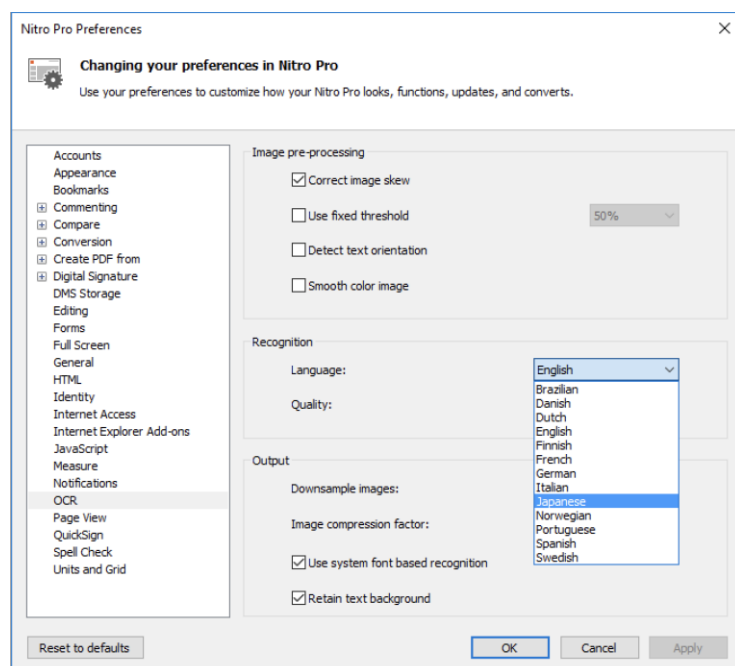 Nitro Pro Preferences
Changing your preferences in Nitro Pro
Use your preferences to customize how your Nitro Pro looks, functions, updates, and converts.
Accounts
Appearance
Bookmarks
Commenting
Compare
Conversion
Create PDF from
Digital Signature
DMS Storage
Editing
Forms
Full Screen
General
HTML
Identity
Internet Access
Internet Explorer Add-ons
JavaScript
Measure
Notifications
OCR
Page View
QuickSign
Spell Check
Units and Grid
Image pre-processing
Correct image skew
Use fixed threshold 50%
Detect text orientation
Smooth color image
Recognition
Language: English
Quality:
Brazilian
Danish
Dutch
English
Finnish
French
German
Italian
Japanese
Norwegian
Portuguese
Spanish
Swedish
Output
Downsample images:
Image compression factor:
Use system font based recognition
Retain text background
Reset to defaults OK Cancel Apply